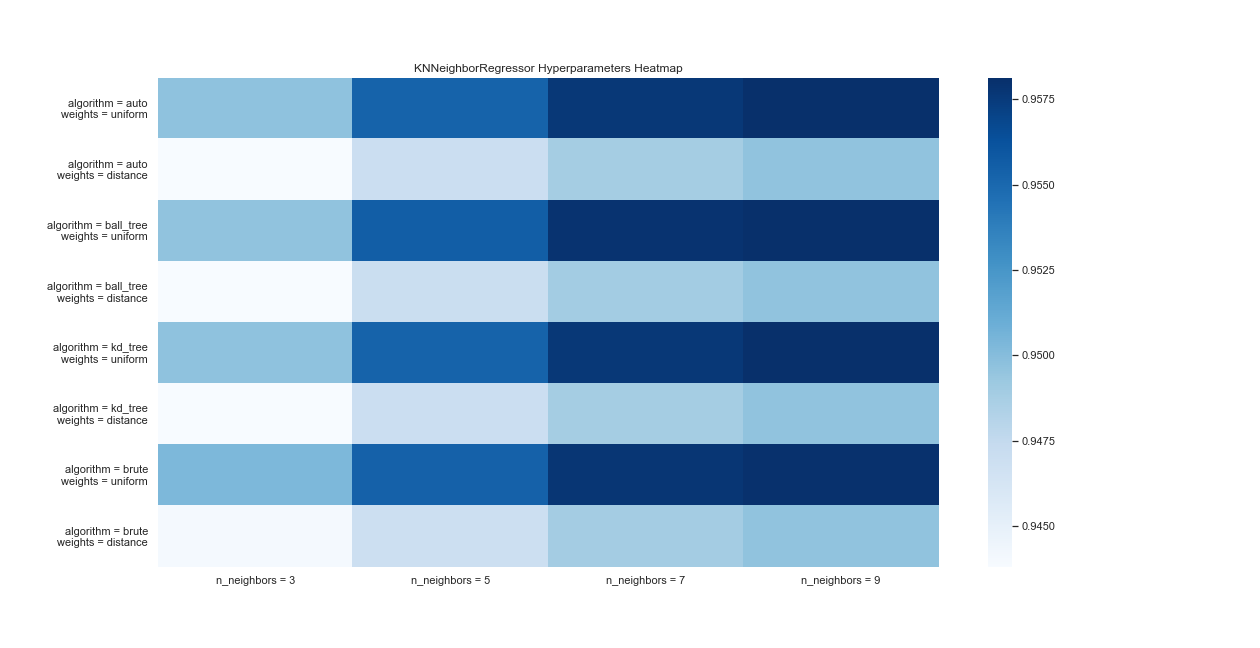 KNNeighborRegressor Hyperparameters Heatmap
algorithm = auto
weights = uniform
algorithm = auto
weights = distance
algorithm = ball_tree
weights = uniform
algorithm = ball_tree
weights = distance
algorithm = kd_tree
weights = uniform
algorithm = kd_tree
weights = distance
algorithm = brute
weights = uniform
algorithm = brute
weights = distance
n_neighbors = 3
n_neighbors = 5
n_neighbors = 7
n_neighbors = 9
0.9575
0.9550
0.9525
0.9500
0.9475
0.9450